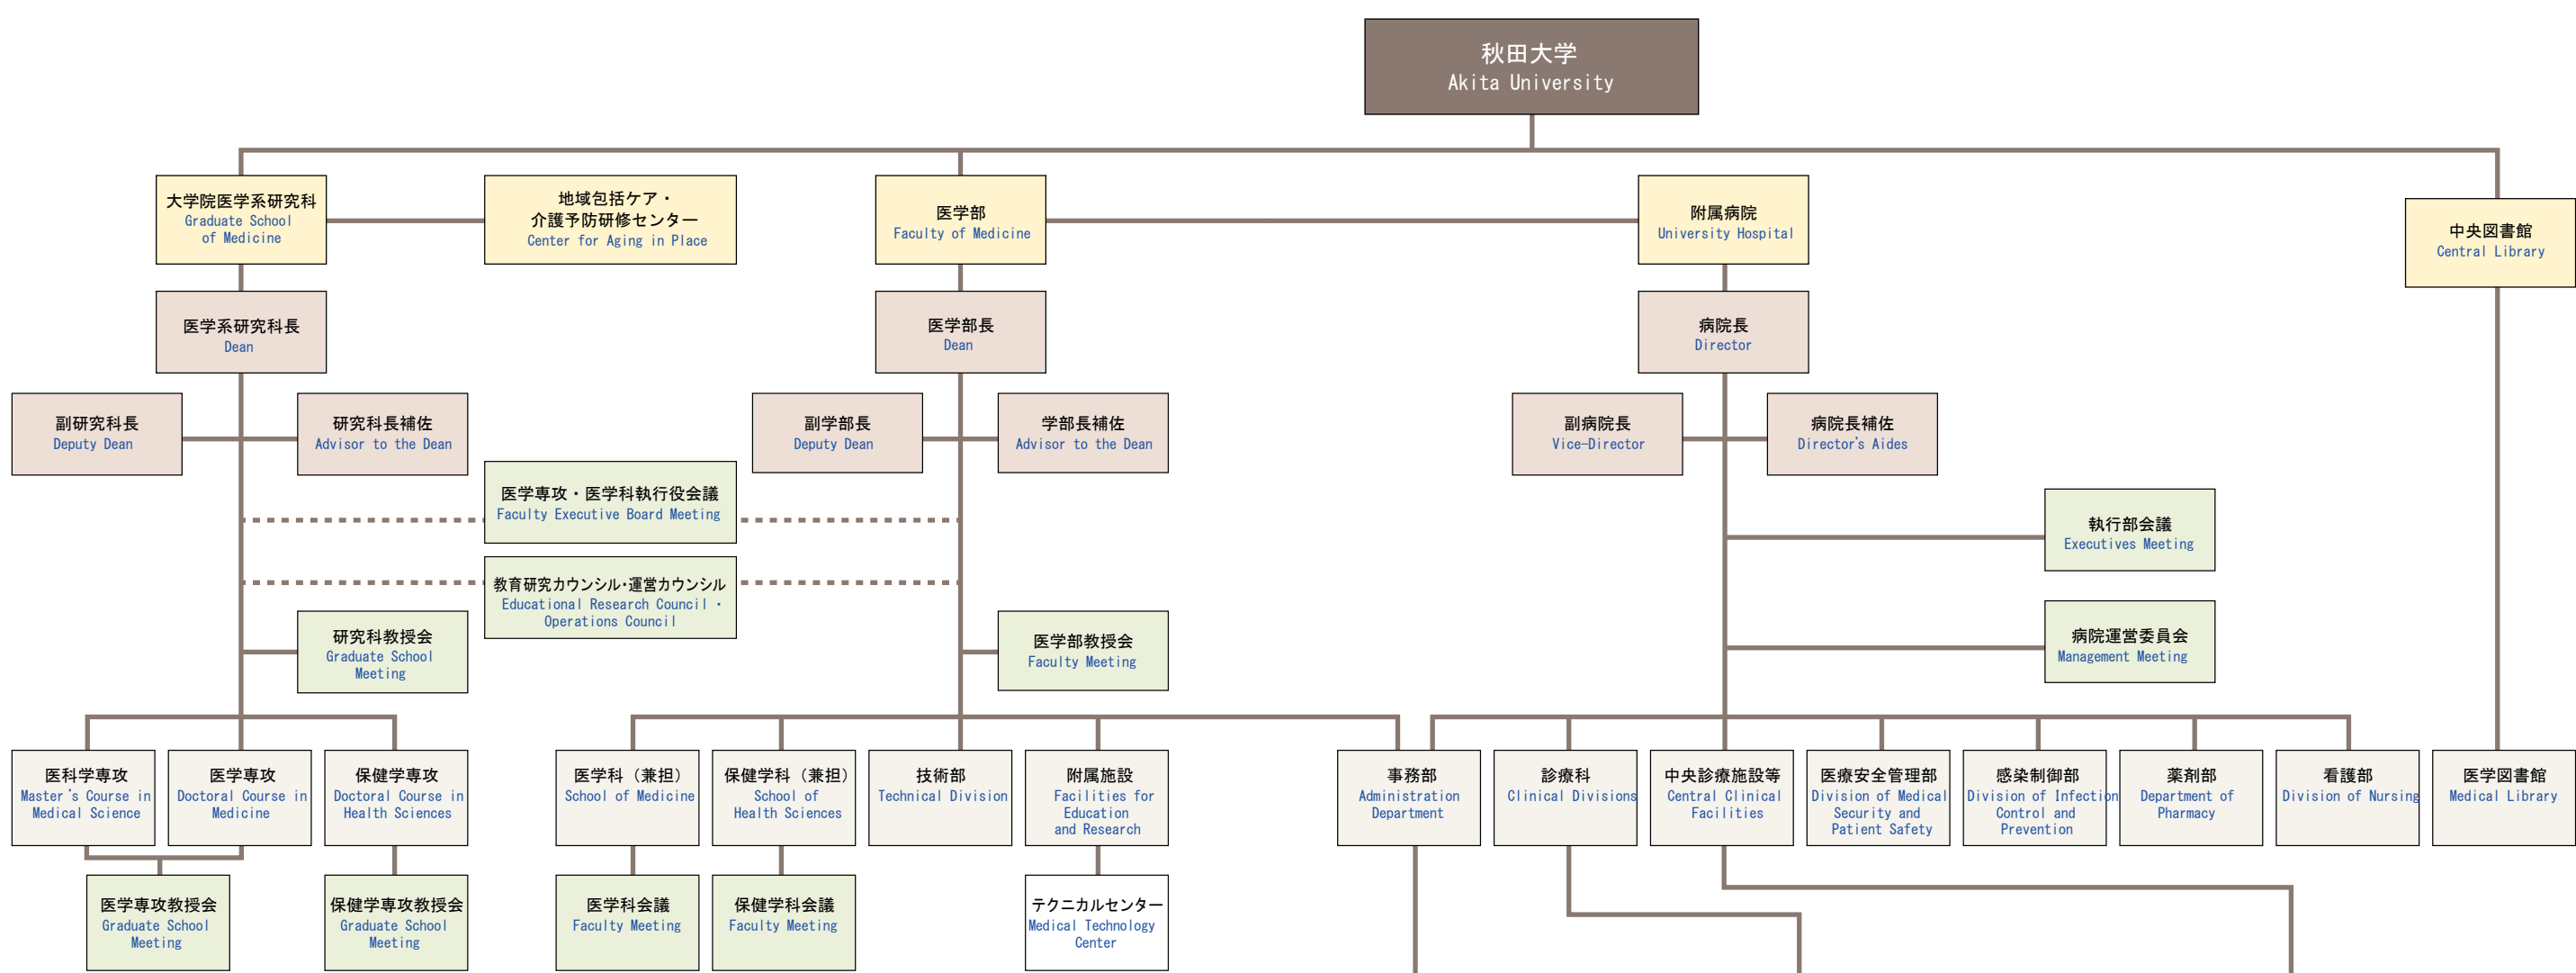 秋田大学
Akita University
大学院医学系研究科
Graduate School
of Medicine
地域包括ケア・
介護予防研修センター
Center for Aging in Place
医学部
Faculty of Medicine
附属病院
University Hospital
中央図書館
Central Library
医学系研究科長
Dean
医学部長
Dean
病院長
Director
副研究科長
Deputy Dean
研究科長補佐
Advisor to the Dean
副学部長
Deputy Dean
学部長補佐
Advisor to the Dean
副病院長
Vice-Director
病院長補佐
Director's Aides
医学専攻・医学科執行役会議
Faculty Executive Board Meeting
執行部会議
Executives Meeting
教育研究カウンシル・運営カウンシル
Educational Research Council・
Operations Council
研究科教授会
Graduate School
Meeting
医学部教授会
Faculty Meeting
病院運営委員会
Management Meeting
医科学専攻
Master's Course in
Medical Science
医学専攻
Doctoral Course in
Medicine
保健学専攻
Doctoral Course in
Health Sciences
医学科（兼担）
School of Medicine
保健学科（兼担）
School of
Health Sciences
技術部
Technical Division
附属施設
Facilities for
Education
and Research
事務部
Administration
Department
診療科
Clinical Divisions
中央診療施設等
Central Clinical
Facilities
医療安全管理部
Division of Medical
Security and
Patient Safety
感染制御部
Division of Infection
Control and
Prevention
薬剤部
Department of
Pharmacy
看護部
Division of Nursing
医学図書館
Medical Library
医学専攻教授会
Graduate School
Meeting
保健学専攻教授会
Graduate School
Meeting
医学科会議
Faculty Meeting
保健学科会議
Faculty Meeting
テクニカルセンター
Medical Technology
Center